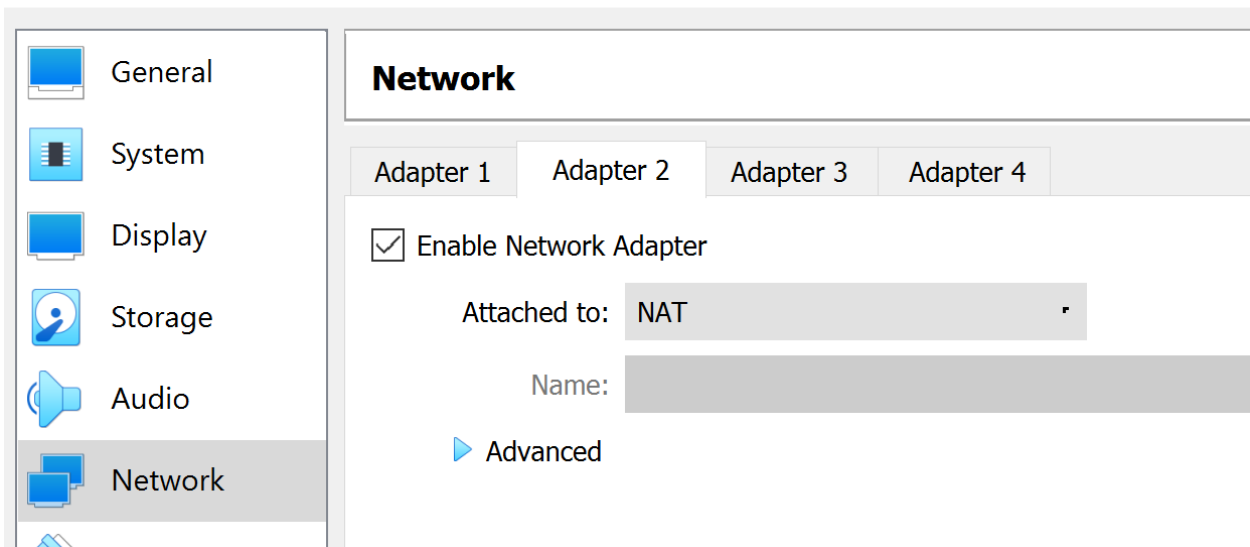 General
System
Display
Storage
Audio
Network
Network
Adapter 1 Adapter 2 Adapter 3 Adapter 4
Enable Network Adapter
Attached to: NAT
Name:
Advanced